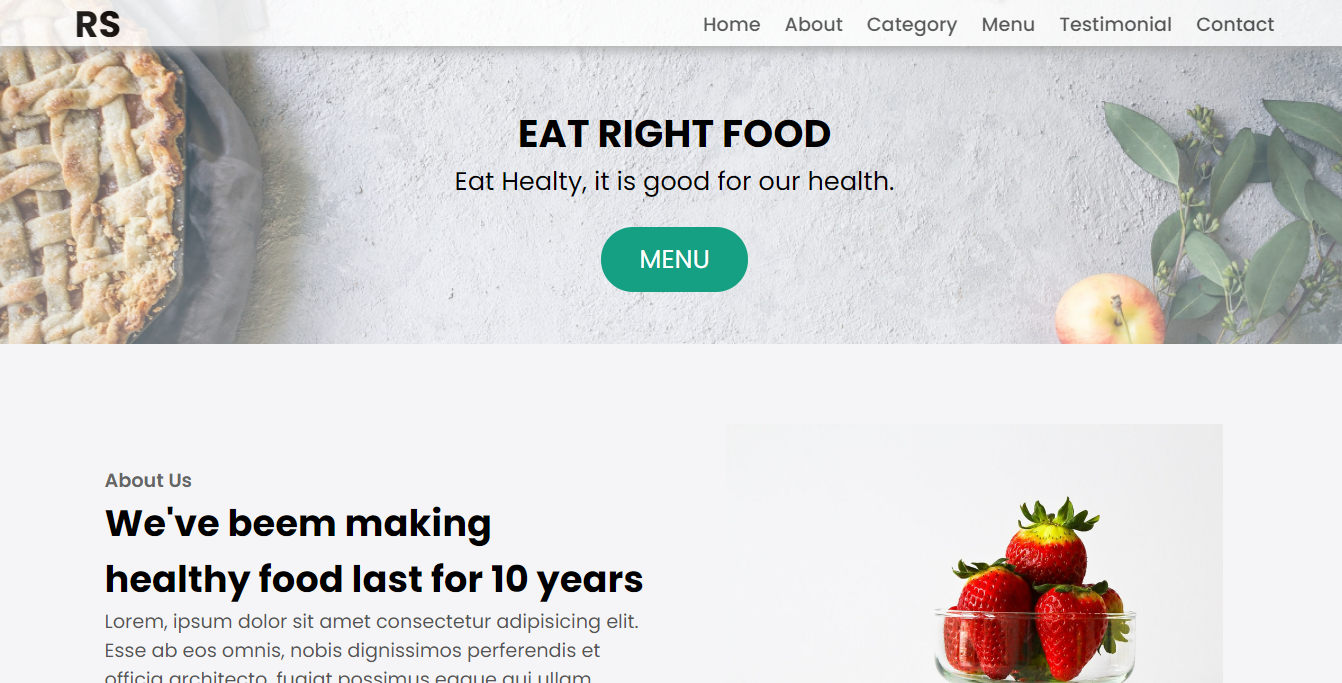 RS
Home About Category Menu Testimonial Contact
EAT RIGHT FOOD
Eat Healty, it is good for our health.
MENU
About Us
We've beem making
healthy food last for 10 years
Lorem, ipsum dolor sit amet consectetur adipisicing elit.
Esse ab eos omnis, nobis dignissimos perferendis et
officia architecto, fugiat possimus eaque qui ullam